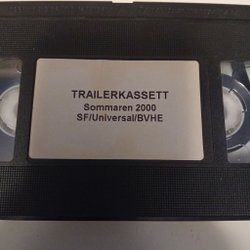 TRAILERKASSETT
Sommaren 2000
SF/Universal/BVHE